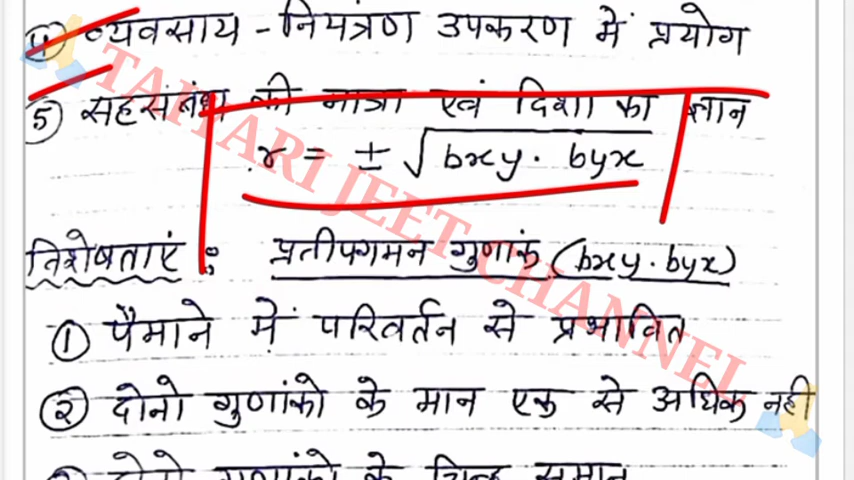 ④ व्यवसाय - नियंत्रण उपकरण में प्रयोग
⑤ सहसंबंध की मात्रा एवं दिशा का ज्ञान
r = ± √bxy . byx
विशेषताएं : प्रतीपगमन गुणांक (bxy . byx)
① पैमाने में परिवर्तन से प्रभावित
② दोनो गुणांको के मान एक से अधिक नही
दोनो गुणांको के चिन्ह समान
TAIYARI JEET CHANNEL